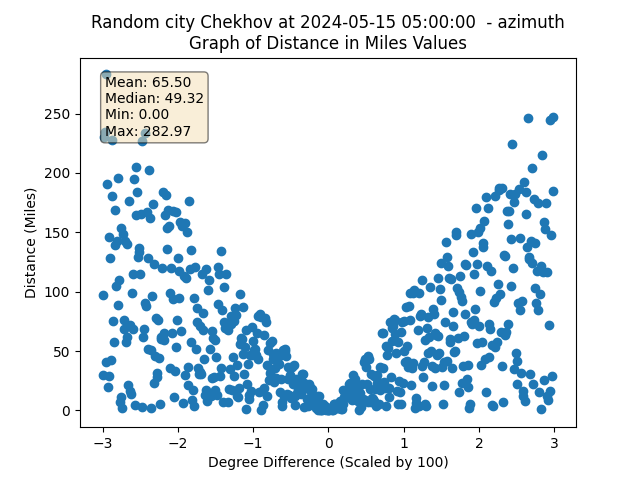 Random city Chekhov at 2024-05-15 05:00:00  - azimuth
Graph of Distance in Miles Values
Mean: 65.50
Median: 49.32
Min: 0.00
Max: 282.97
250
200
150
100
50
0
Distance (Miles)
−3
−2
−1
0
1
2
3
Degree Difference (Scaled by 100)